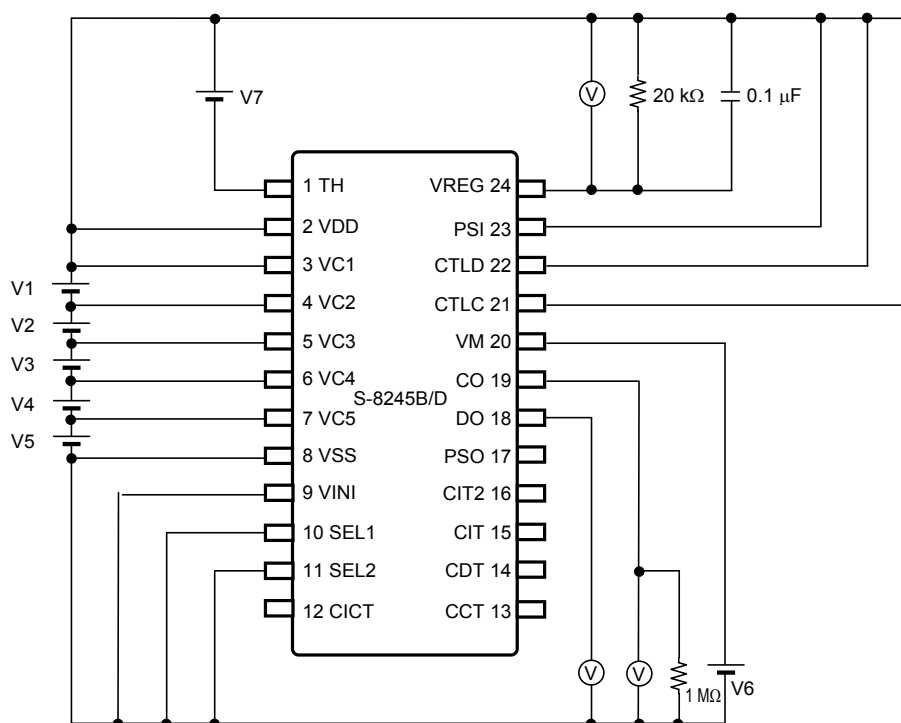 V7
V
20 kΩ
0.1 μF
1 TH
VREG 24
2 VDD
PSI 23
3 VC1
CTLD 22
V1
4 VC2
CTLC 21
V2
5 VC3
VM 20
V3
6 VC4
CO 19
S-8245B/D
V4
7 VC5
DO 18
V5
8 VSS
PSO 17
9 VINI
CIT2 16
10 SEL1
CIT 15
11 SEL2
CDT 14
12 CICT
CCT 13
V
V
1 MΩ
V6